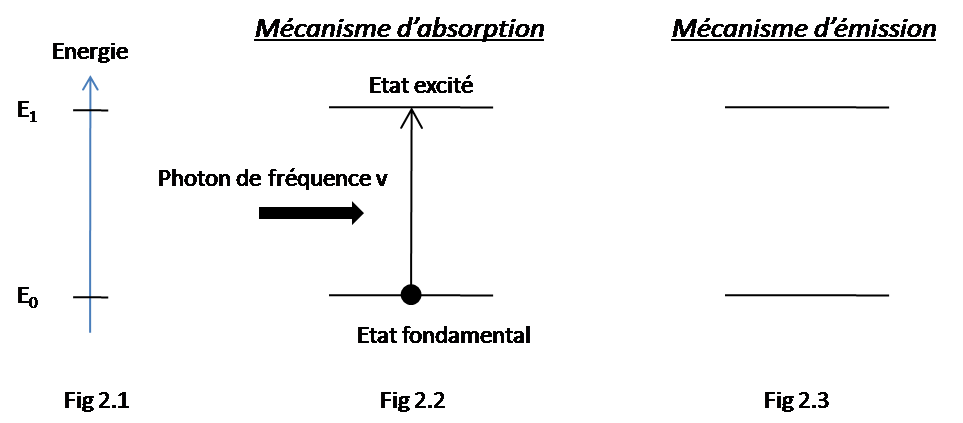 Mécanisme d'absorption
Mécanisme d'émission
Energie
Etat excité
E₁
Photon de fréquence ν
E₀
Etat fondamental
Fig 2.1
Fig 2.2
Fig 2.3